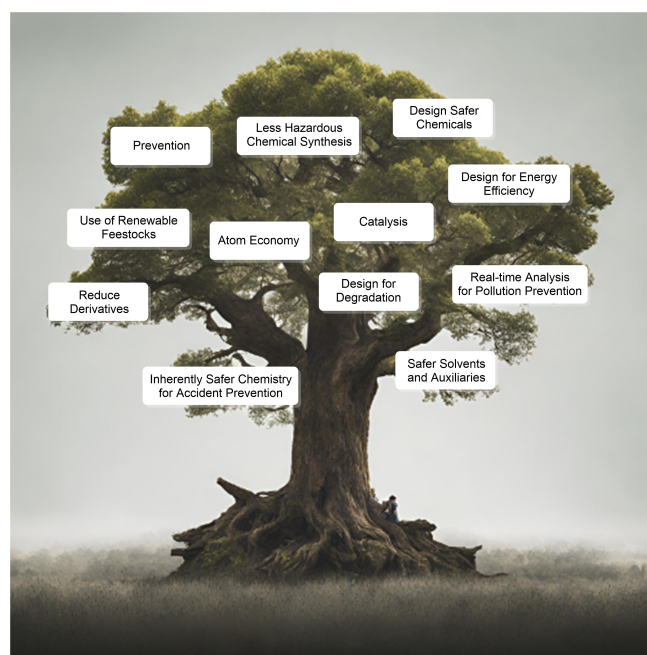 Prevention
Less Hazardous
Chemical Synthesis
Design Safer
Chemicals
Design for Energy
Efficiency
Use of Renewable
Feestocks
Atom Economy
Catalysis
Reduce
Derivatives
Design for
Degradation
Real-time Analysis
for Pollution Prevention
Inherently Safer Chemistry
for Accident Prevention
Safer Solvents
and Auxiliaries